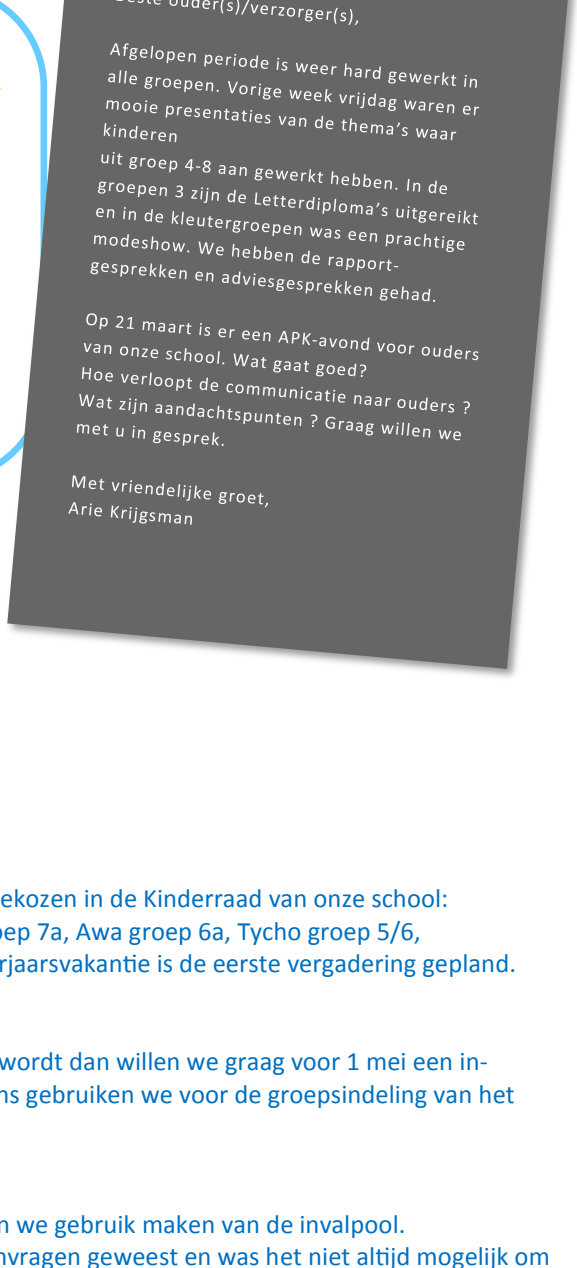 ouder(s)/verzorger(s),
Afgelopen periode is weer hard gewerkt in
alle groepen. Vorige week vrijdag waren er
mooie presentaties van de thema’s waar
kinderen
uit groep 4-8 aan gewerkt hebben. In de
groepen 3 zijn de Letterdiploma’s uitgereikt
en in de kleutergroepen was een prachtige
modeshow. We hebben de rapport-
gesprekken en adviesgesprekken gehad.
Op 21 maart is er een APK-avond voor ouders
van onze school. Wat gaat goed?
Hoe verloopt de communicatie naar ouders ?
Wat zijn aandachtspunten ? Graag willen we
met u in gesprek.
Met vriendelijke groet,
Arie Krijgsman
ekozen in de Kinderraad van onze school:
oep 7a, Awa groep 6a, Tycho groep 5/6,
rjaarsvakantie is de eerste vergadering gepland.
wordt dan willen we graag voor 1 mei een in-
ns gebruiken we voor de groepsindeling van het
n we gebruik maken van de invalpool.
nvragen geweest en was het niet altijd mogelijk om